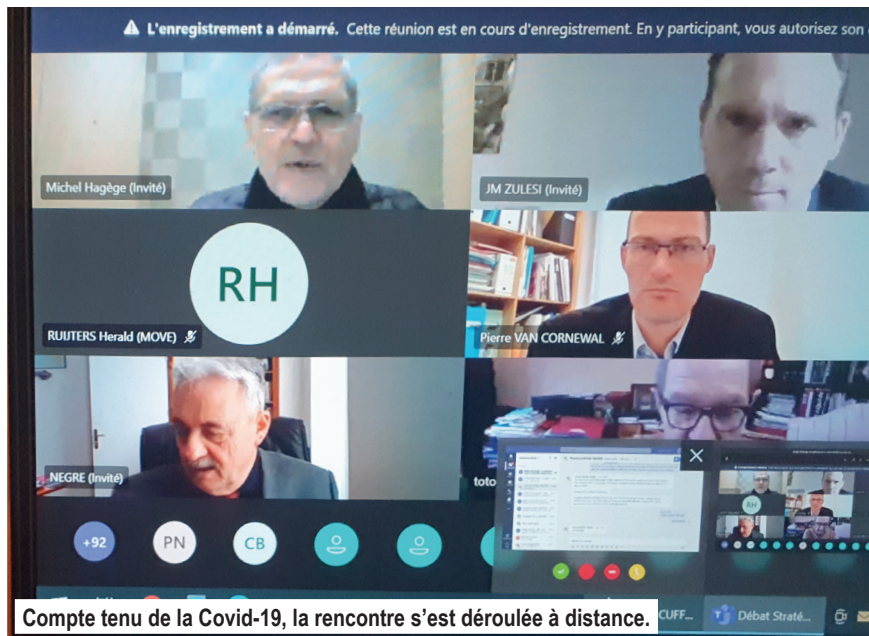 L'enregistrement a démarré. Cette réunion est en cours d'enregistrement. En y participant, vous autorisez son
Michel Hagège (Invité)
JM ZULESI (Invité)
RH
RUIJTERS Herald (MOVE)
Pierre VAN CORNEWAL
NEGRE (Invité)
toto
RH
+92
PN
CB
CUFF...
Débat Straté...
Compte tenu de la Covid-19, la rencontre s'est déroulée à distance.